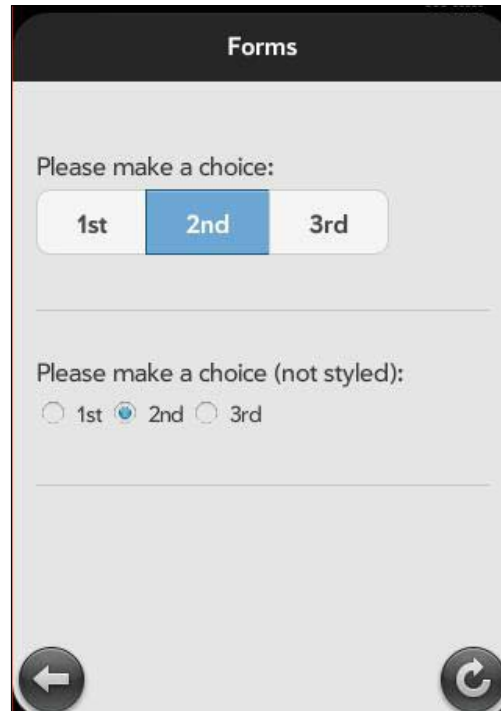 Forms
Please make a choice:
1st 2nd 3rd
Please make a choice (not styled):
1st 2nd 3rd